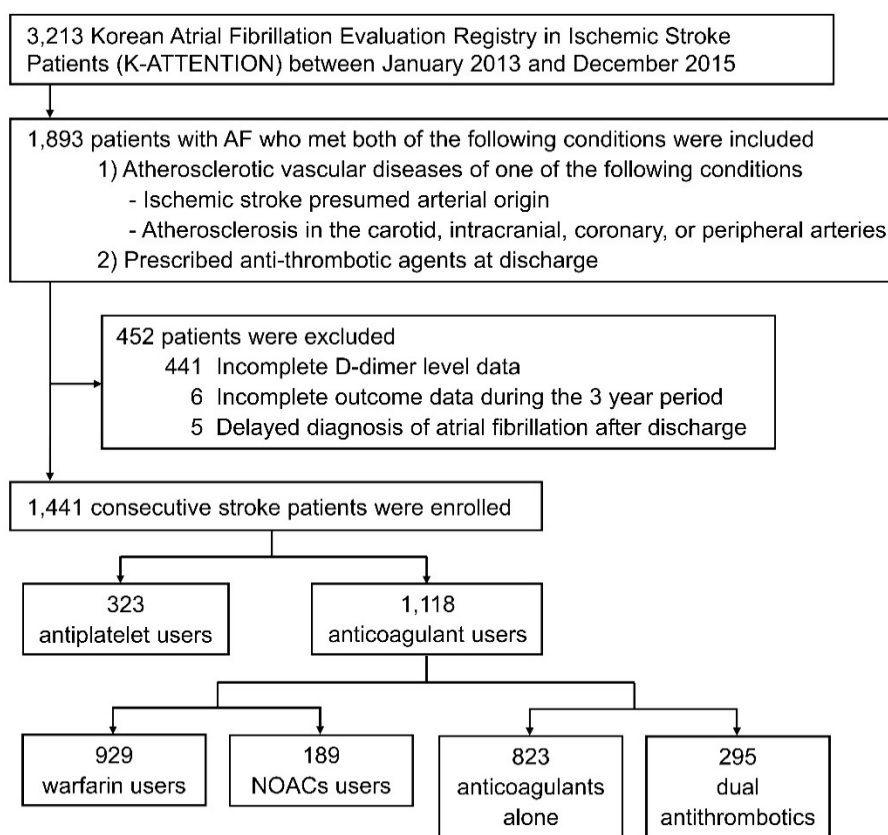 3,213 Korean Atrial Fibrillation Evaluation Registry in Ischemic Stroke
Patients (K-ATTENTION) between January 2013 and December 2015
1,893 patients with AF who met both of the following conditions were included
1) Atherosclerotic vascular diseases of one of the following conditions
- Ischemic stroke presumed arterial origin
- Atherosclerosis in the carotid, intracranial, coronary, or peripheral arteries
2) Prescribed anti-thrombotic agents at discharge
452 patients were excluded
441 Incomplete D-dimer level data
6 Incomplete outcome data during the 3 year period
5 Delayed diagnosis of atrial fibrillation after discharge
1,441 consecutive stroke patients were enrolled
323
antiplatelet users
1,118
anticoagulant users
929
warfarin users
189
NOACs users
823
anticoagulants
alone
295
dual
antithrombotics